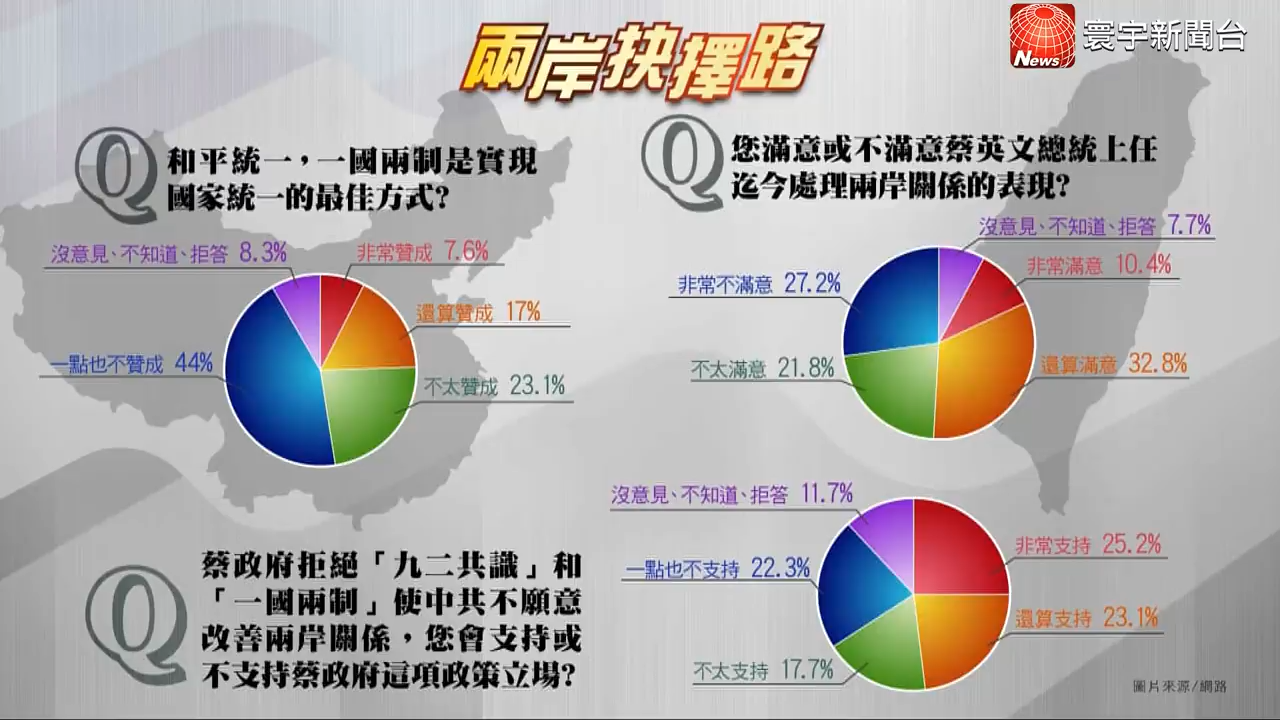 兩岸抉擇路
News 寰宇新聞台
Q 和平統一，一國兩制是實現
國家統一的最佳方式?
沒意見、不知道、拒答 8.3%
非常贊成 7.6%
還算贊成 17%
一點也不贊成 44%
不太贊成 23.1%
Q 您滿意或不滿意蔡英文總統上任
迄今處理兩岸關係的表現?
沒意見、不知道、拒答 7.7%
非常滿意 10.4%
非常不滿意 27.2%
還算滿意 32.8%
不太滿意 21.8%
Q 蔡政府拒絕「九二共識」和
「一國兩制」使中共不願意
改善兩岸關係，您會支持或
不支持蔡政府這項政策立場?
沒意見、不知道、拒答 11.7%
非常支持 25.2%
一點也不支持 22.3%
還算支持 23.1%
不太支持 17.7%
圖片來源/網路